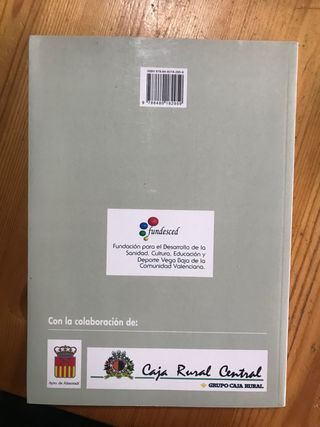 fundesced
Fundación para el Desarrollo de la
Sanidad, Cultura, Educación y
Deporte Vega Baja de la
Comunidad Valenciana.
Con la colaboración de:
Caja Rural Central
GRUPO CAJA RURAL